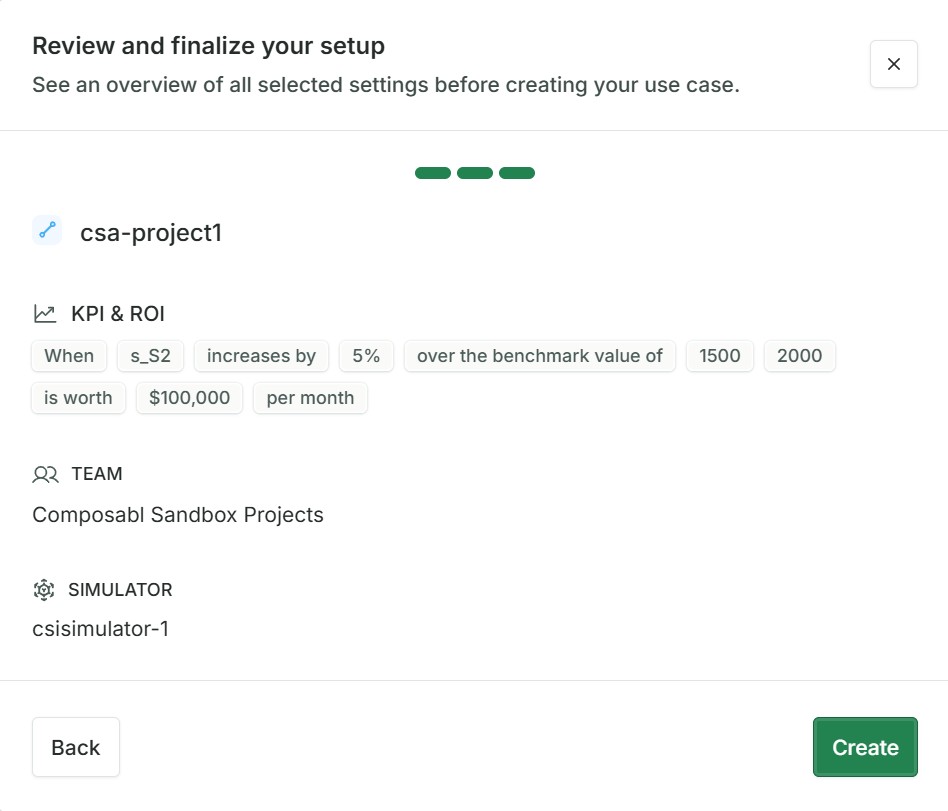 Review and finalize your setup
See an overview of all selected settings before creating your use case.
csa-project1
KPI & ROI
When s_S2 increases by 5% over the benchmark value of 1500 2000
is worth $100,000 per month
TEAM
Composabl Sandbox Projects
SIMULATOR
csisimulator-1
Back Create